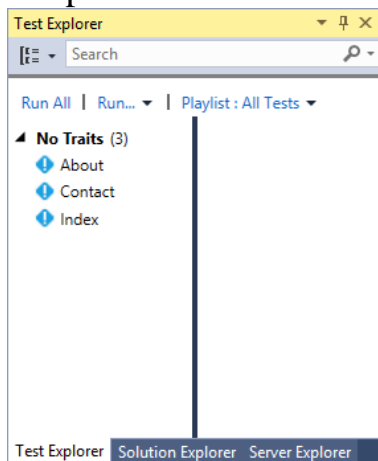 Test Explorer
Search
Run All | Run... | Playlist : All Tests
No Traits (3)
About
Contact
Index
Test Explorer Solution Explorer Server Explorer